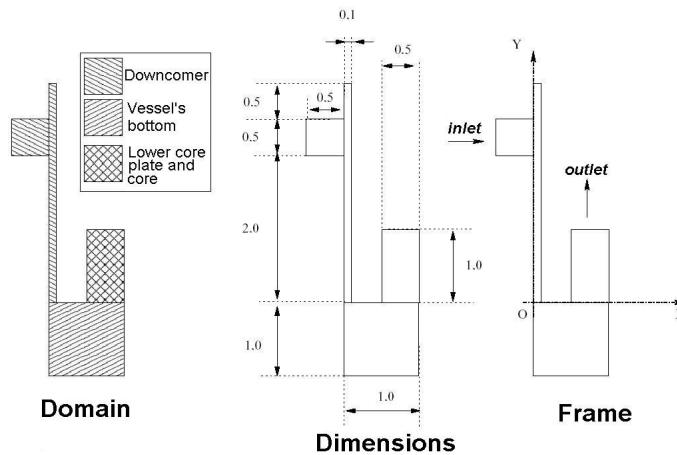 Downcomer
Vessel's
bottom
Lower core
plate and
core
Domain
0.1
0.5
0.5
0.5
0.5
2.0
1.0
1.0
1.0
Dimensions
Y
inlet
outlet
O
Frame